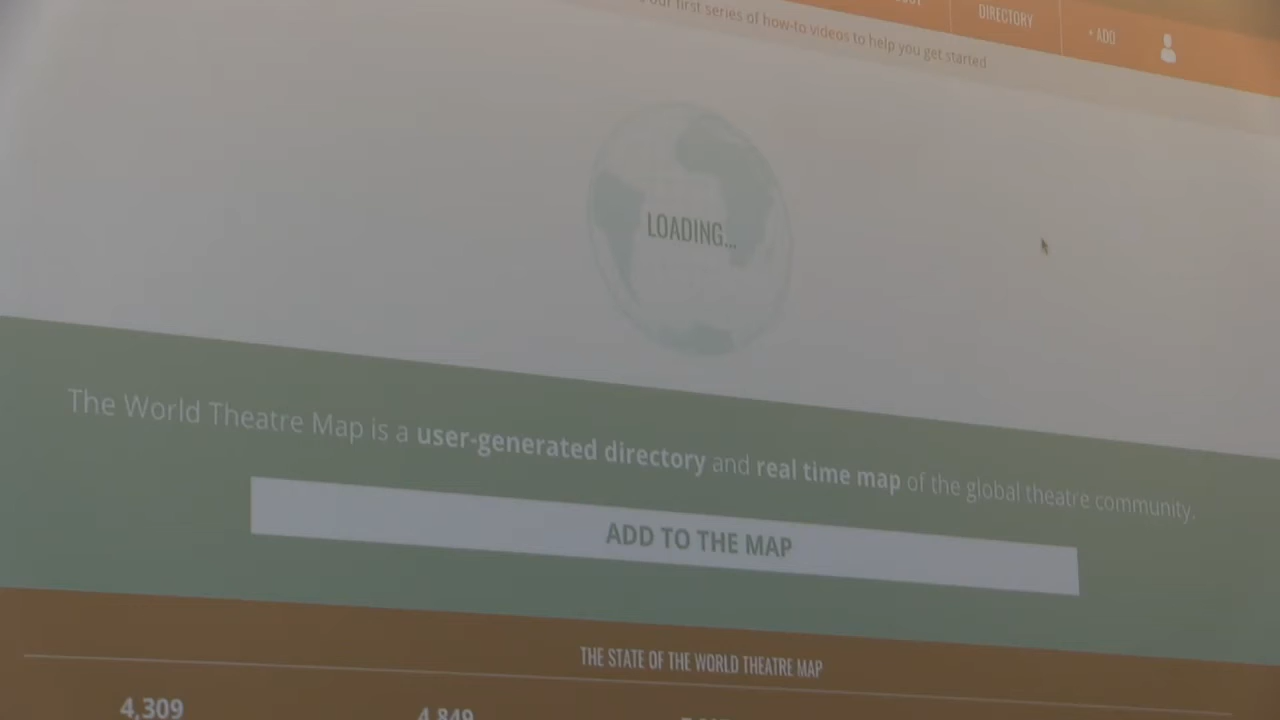 DIRECTORY
+ ADD
our first series of how-to videos to help you get started
LOADING...
The World Theatre Map is a user-generated directory and real time map of the global theatre community.
ADD TO THE MAP
THE STATE OF THE WORLD THEATRE MAP
4,309
4,849